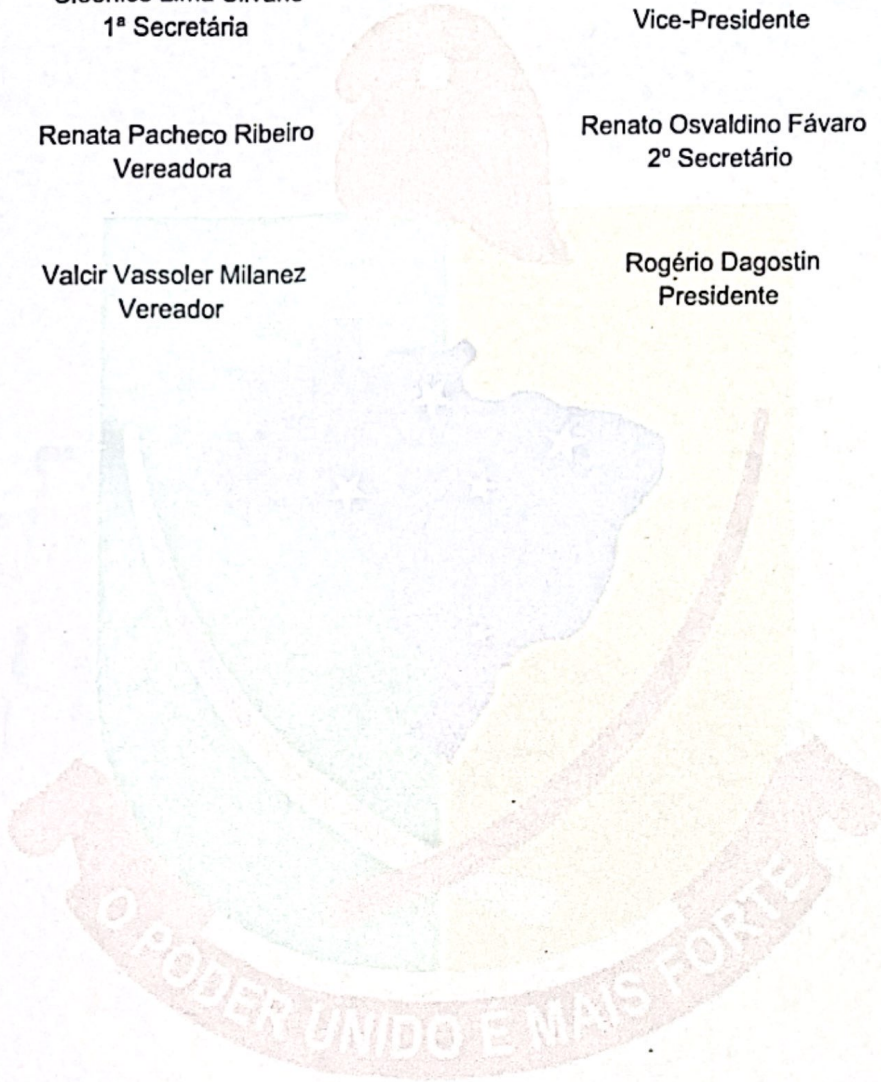 1ª Secretária
Vice-Presidente
Renata Pacheco Ribeiro
Vereadora
Renato Osvaldino Fávaro
2º Secretário
Valcir Vassoler Milanez
Vereador
Rogério Dagostin
Presidente
O PODER UNIDO É MAIS FORTE